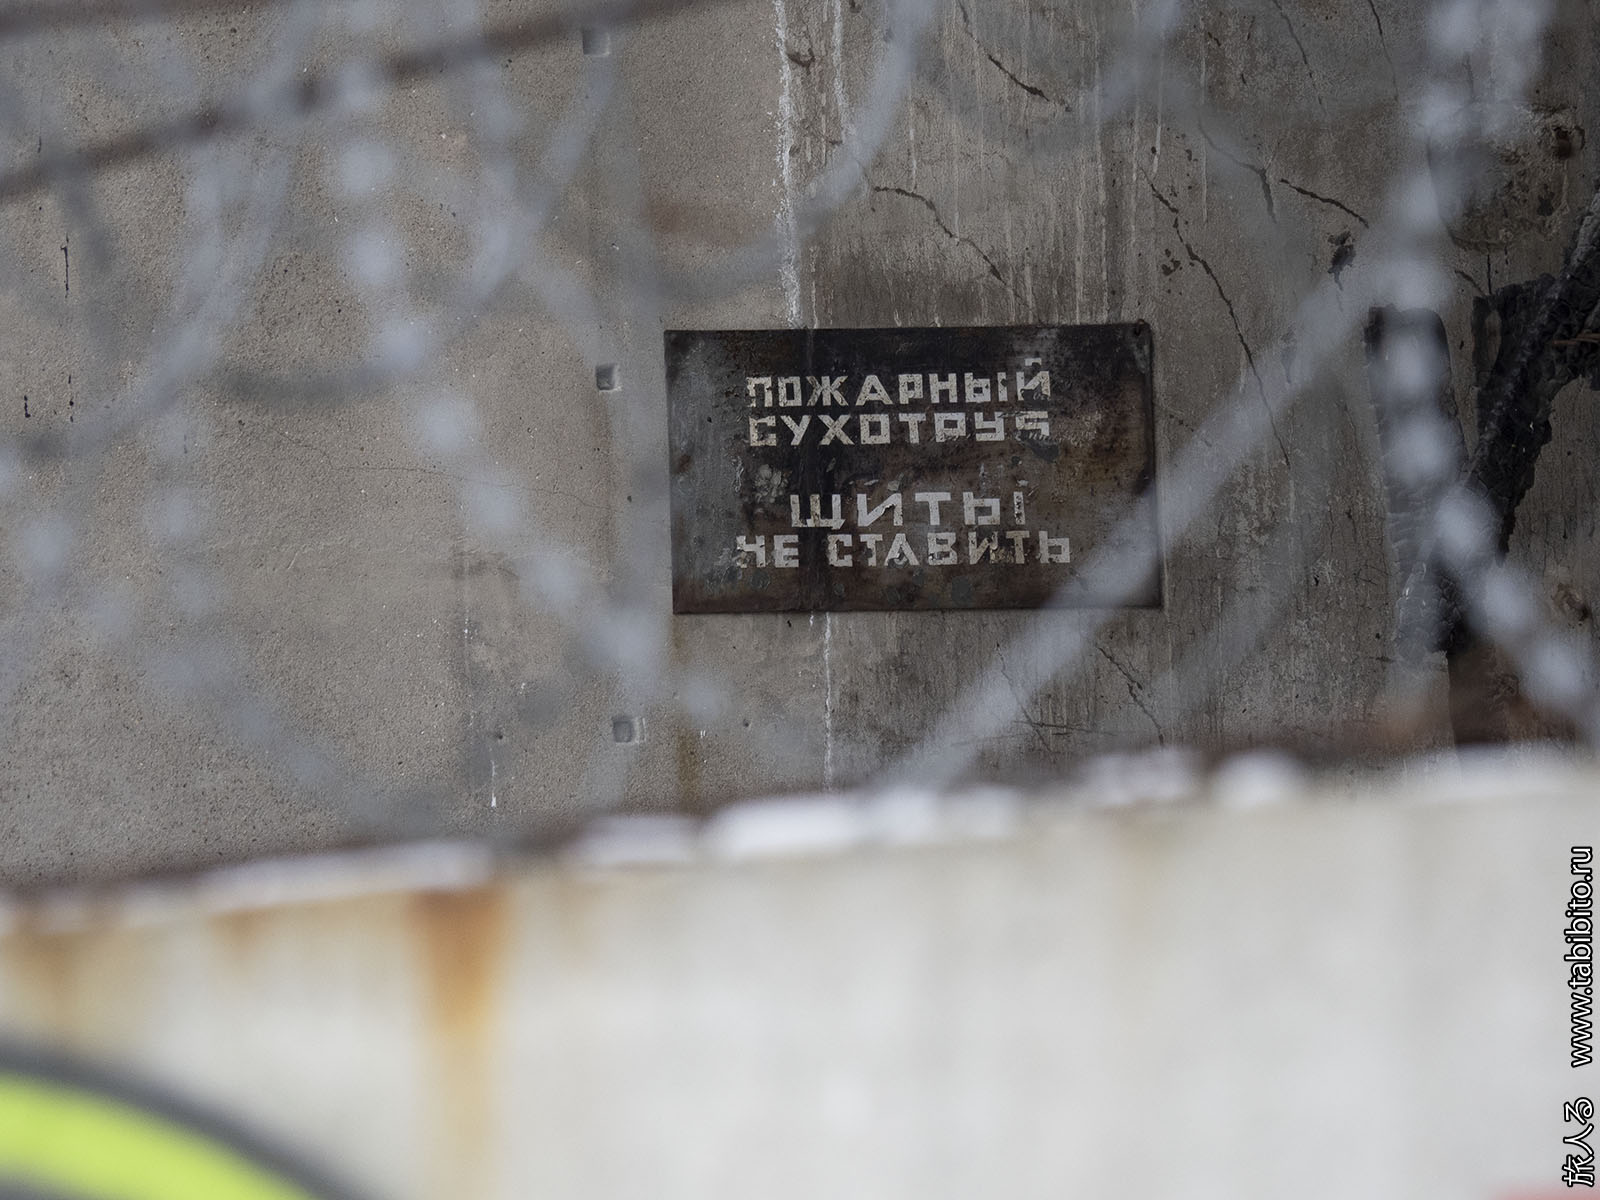 ПОЖАРНЫЙ
СУХОТРУБ
ЩИТЫ
НЕ СТАВИТЬ
旅人る www.tabibito.ru